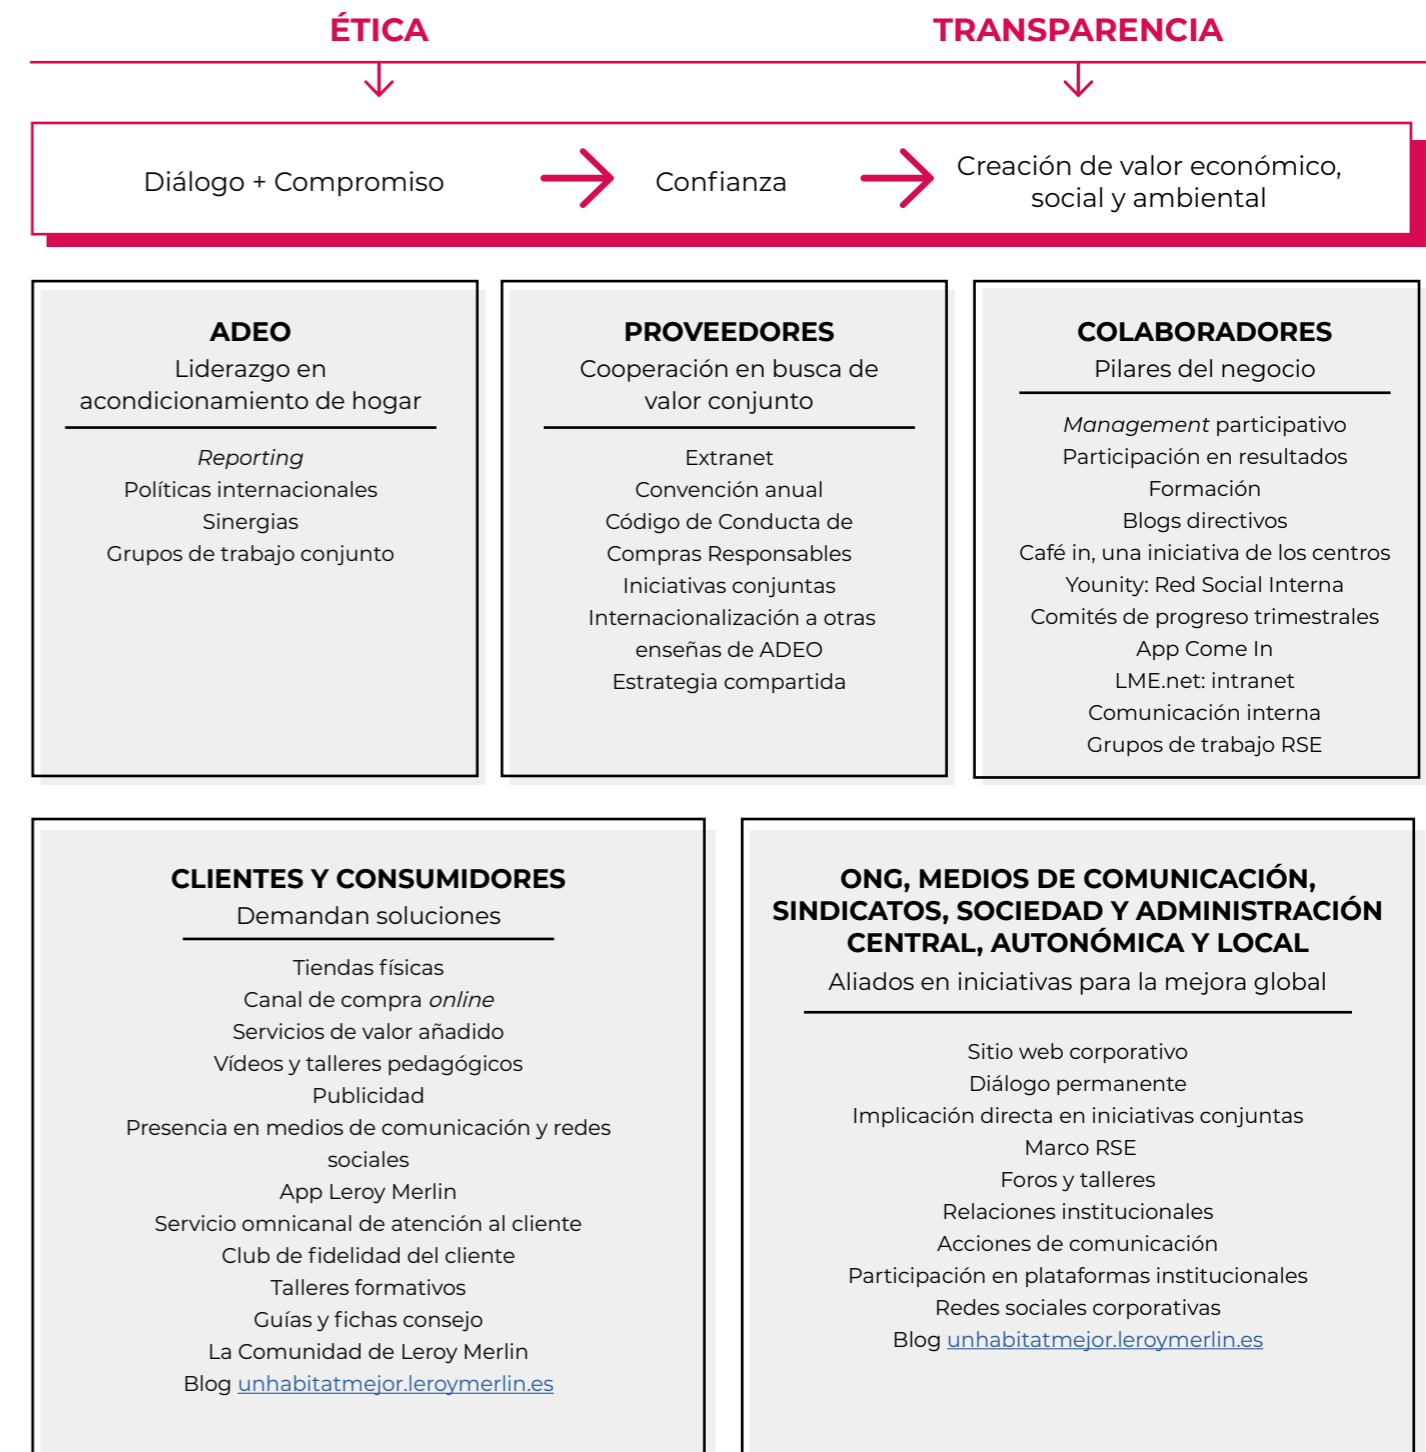 ÉTICA
TRANSPARENCIA
Diálogo + Compromiso
Confianza
Creación de valor económico,
social y ambiental
ADEO
Liderazgo en
acondicionamiento de hogar
Reporting
Políticas internacionales
Sinergias
Grupos de trabajo conjunto
PROVEEDORES
Cooperación en busca de
valor conjunto
Extranet
Convención anual
Código de Conducta de
Compras Responsables
Iniciativas conjuntas
Internacionalización a otras
enseñas de ADEO
Estrategia compartida
COLABORADORES
Pilares del negocio
Management participativo
Participación en resultados
Formación
Blogs directivos
Café in, una iniciativa de los centros
Younity: Red Social Interna
Comités de progreso trimestrales
App Come In
LME.net: intranet
Comunicación interna
Grupos de trabajo RSE
CLIENTES Y CONSUMIDORES
Demandan soluciones
Tiendas físicas
Canal de compra online
Servicios de valor añadido
Vídeos y talleres pedagógicos
Publicidad
Presencia en medios de comunicación y redes
sociales
App Leroy Merlin
Servicio omnicanal de atención al cliente
Club de fidelidad del cliente
Talleres formativos
Guías y fichas consejo
La Comunidad de Leroy Merlin
Blog unhabitatmejor.leroymerlin.es
ONG, MEDIOS DE COMUNICACIÓN,
SINDICATOS, SOCIEDAD Y ADMINISTRACIÓN
CENTRAL, AUTONÓMICA Y LOCAL
Aliados en iniciativas para la mejora global
Sitio web corporativo
Diálogo permanente
Implicación directa en iniciativas conjuntas
Marco RSE
Foros y talleres
Relaciones institucionales
Acciones de comunicación
Participación en plataformas institucionales
Redes sociales corporativas
Blog unhabitatmejor.leroymerlin.es